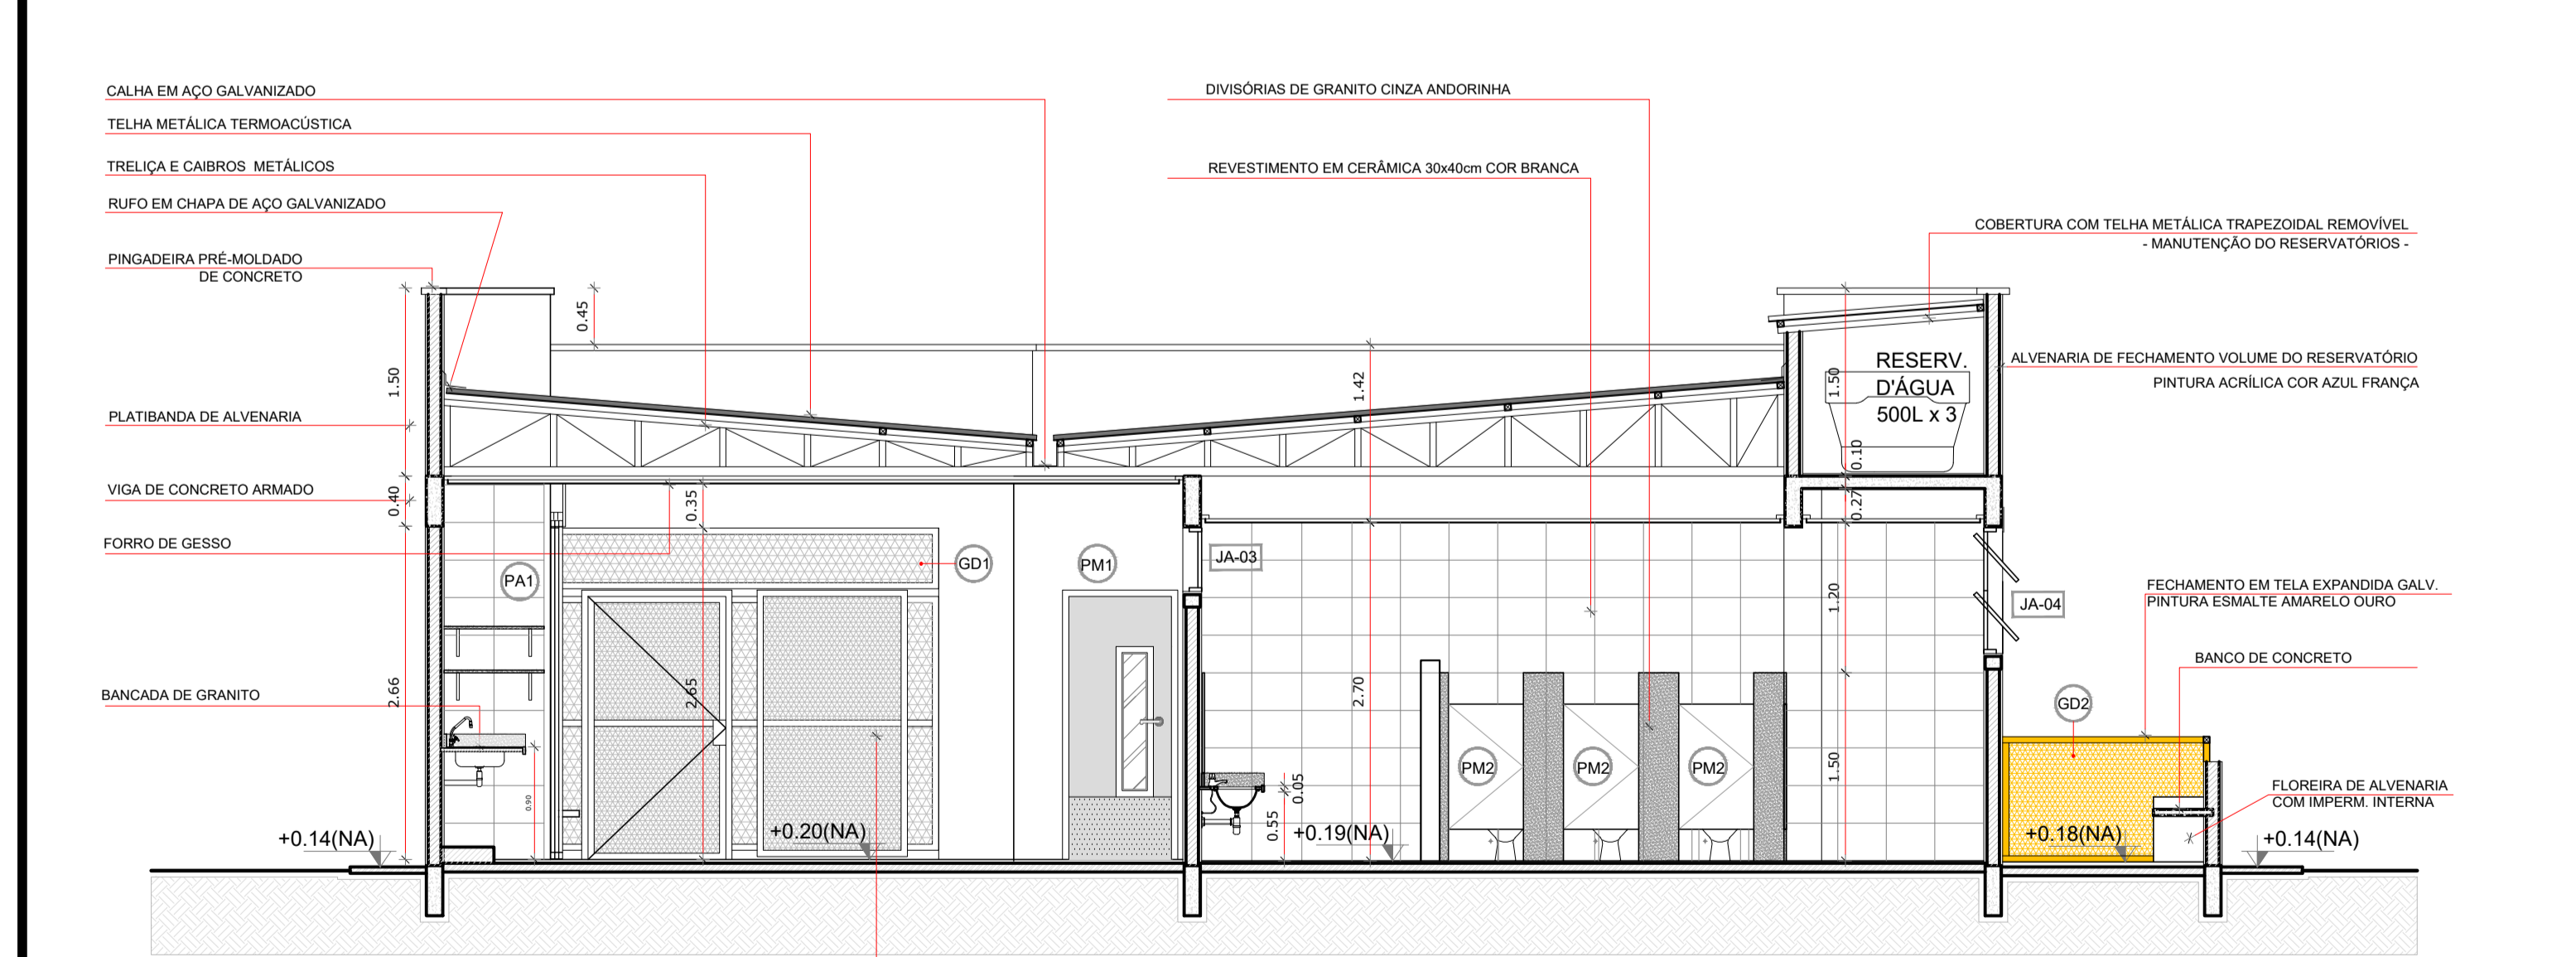 CALHA EM AÇO GALVANIZADO
TELHA METÁLICA TERMOACÚSTICA
TRELIÇA E CAIBROS METÁLICOS
RUFO EM CHAPA DE AÇO GALVANIZADO
PINGADEIRA PRÉ-MOLDADO
DE CONCRETO
PLATIBANDA DE ALVENARIA
VIGA DE CONCRETO ARMADO
FORRO DE GESSO
BANCADA DE GRANITO
DIVISÓRIAS DE GRANITO CINZA ANDORINHA
REVESTIMENTO EM CERÂMICA 30x40cm COR BRANCA
COBERTURA COM TELHA METÁLICA TRAPEZOIDAL REMOVÍVEL
- MANUTENÇÃO DO RESERVATÓRIOS -
ALVENARIA DE FECHAMENTO VOLUME DO RESERVATÓRIO
PINTURA ACRÍLICA COR AZUL FRANÇA
FECHAMENTO EM TELA EXPANDIDA GALV.
PINTURA ESMALTE AMARELO OURO
BANCO DE CONCRETO
FLOREIRA DE ALVENARIA
COM IMPERM. INTERNA
RESERV.
D'ÁGUA
500L x 3
0.45
1.50
0.40
2.66
0.35
2.65
0.90
1.42
2.70
0.05
0.55
1.50
0.10
0.27
1.20
1.50
PA1
GD1
PM1
JA-03
PM2
PM2
PM2
JA-04
GD2
+0.14(NA)
+0.20(NA)
+0.19(NA)
+0.18(NA)
+0.14(NA)